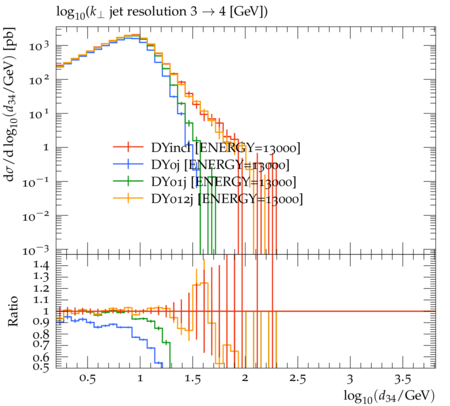 log₁₀(k⊥ jet resolution 3 → 4 [GeV])
dσ/d log₁₀(d₃₄/GeV) [pb]
10³
10²
10¹
1
10⁻¹
10⁻²
10⁻³
DYincl [ENERGY=13000]
DY0j [ENERGY=13000]
DY01j [ENERGY=13000]
DY012j [ENERGY=13000]
Ratio
1.4
1.3
1.2
1.1
1
0.9
0.8
0.7
0.6
0.5
0.5 1 1.5 2 2.5 3 3.5
log₁₀(d₃₄/GeV)